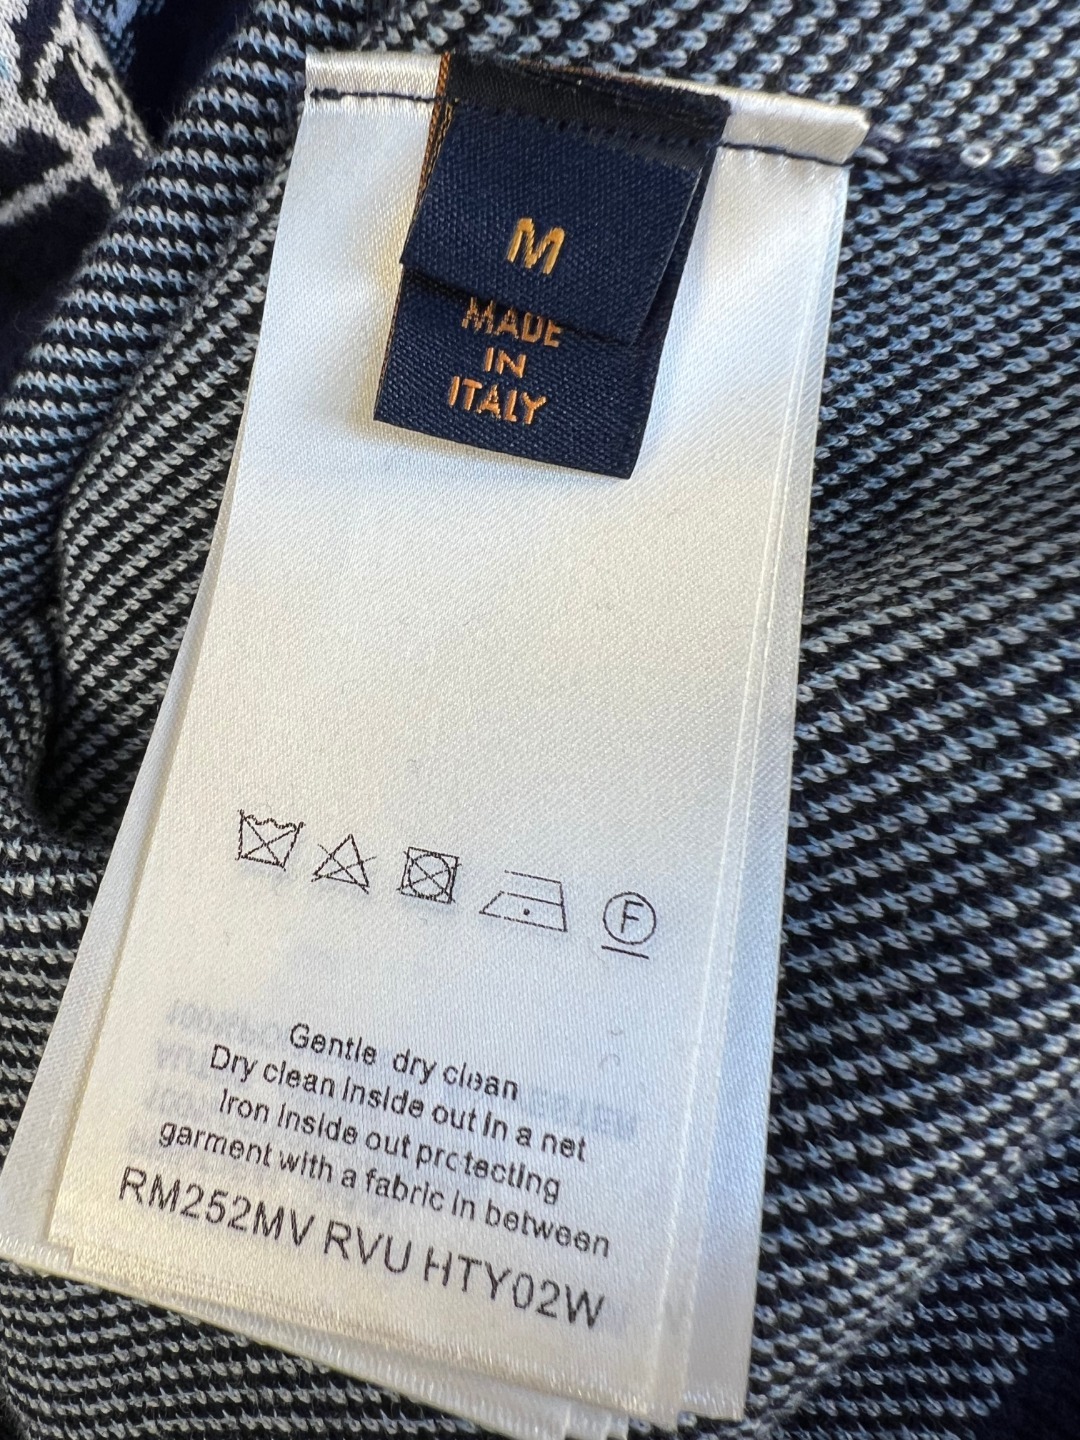 M
MADE
IN
ITALY
F
Gentle dry clean
Dry clean inside out in a net
Iron inside out protecting
garment with a fabric in between
RM252MV RVU HTY02W